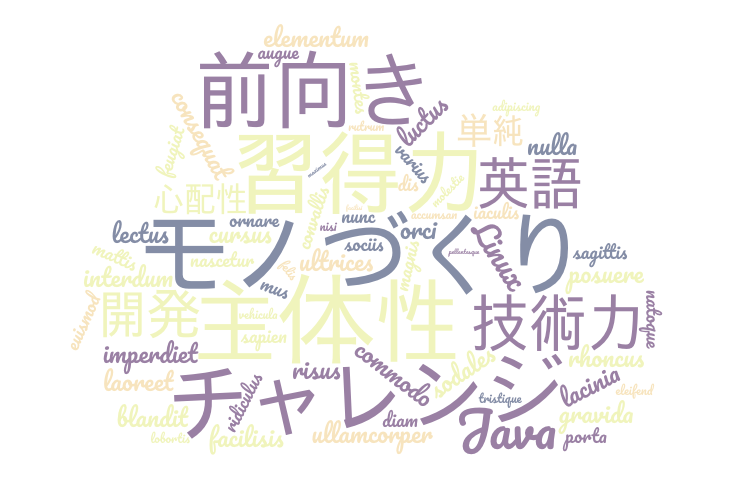 elementum
augue
前向き
montes
consequat
luctus
adipiscing
rutrum
単純
nulla
feugiat
習得力
varius
maximus
英語
心配性
dis
molestie
convallis
accumsan
iaculis
lectus
ornare
モノづくり
nunc
nisi
orci
Linux
cursus
sociis
mattis
nascetur
felis
ultrices
magnis
pellentesque
sagittis
interdum
mus
posuere
euismod
開発
主体性
vehicula
sapien
技術力
natoque
imperdiet
risus
commodo
sodales
rhoncus
laoreet
ridiculus
チャレンジ
lacinia
eleifend
tristique
blandit
diam
Java
gravida
lobortis
facilisis
ullamcorper
porta